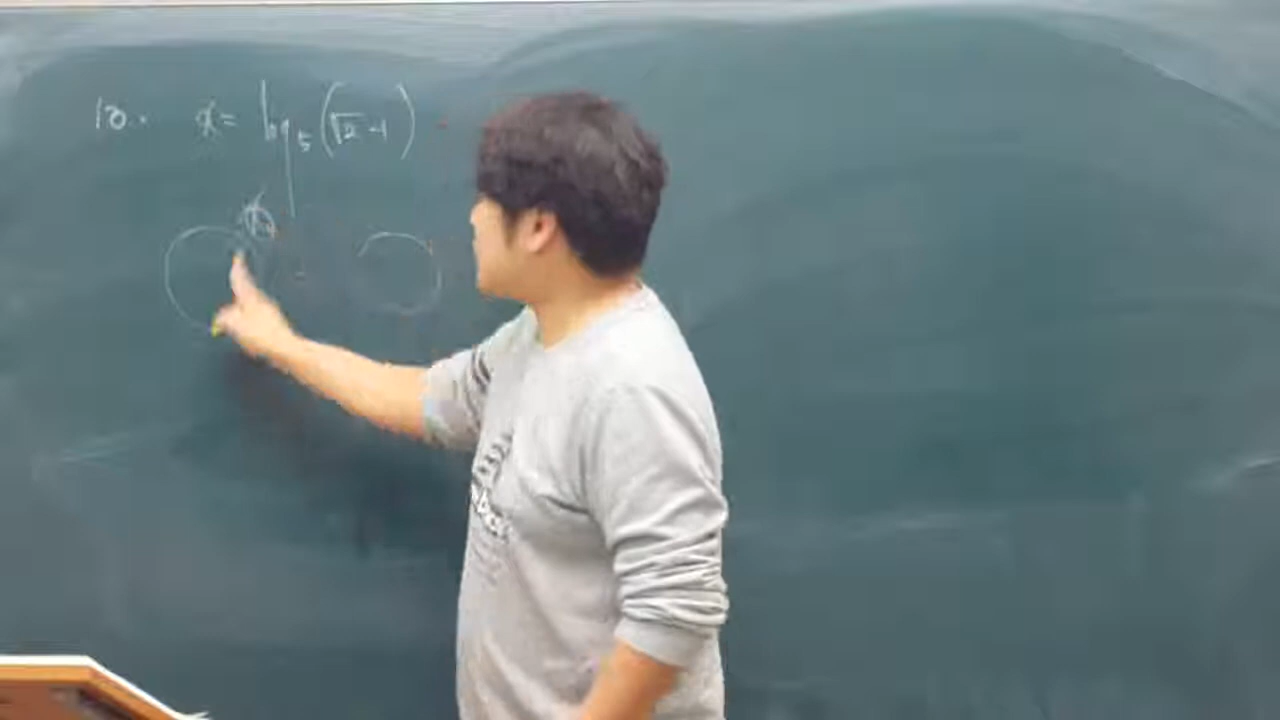 10. x = log₅(√2-1)
x